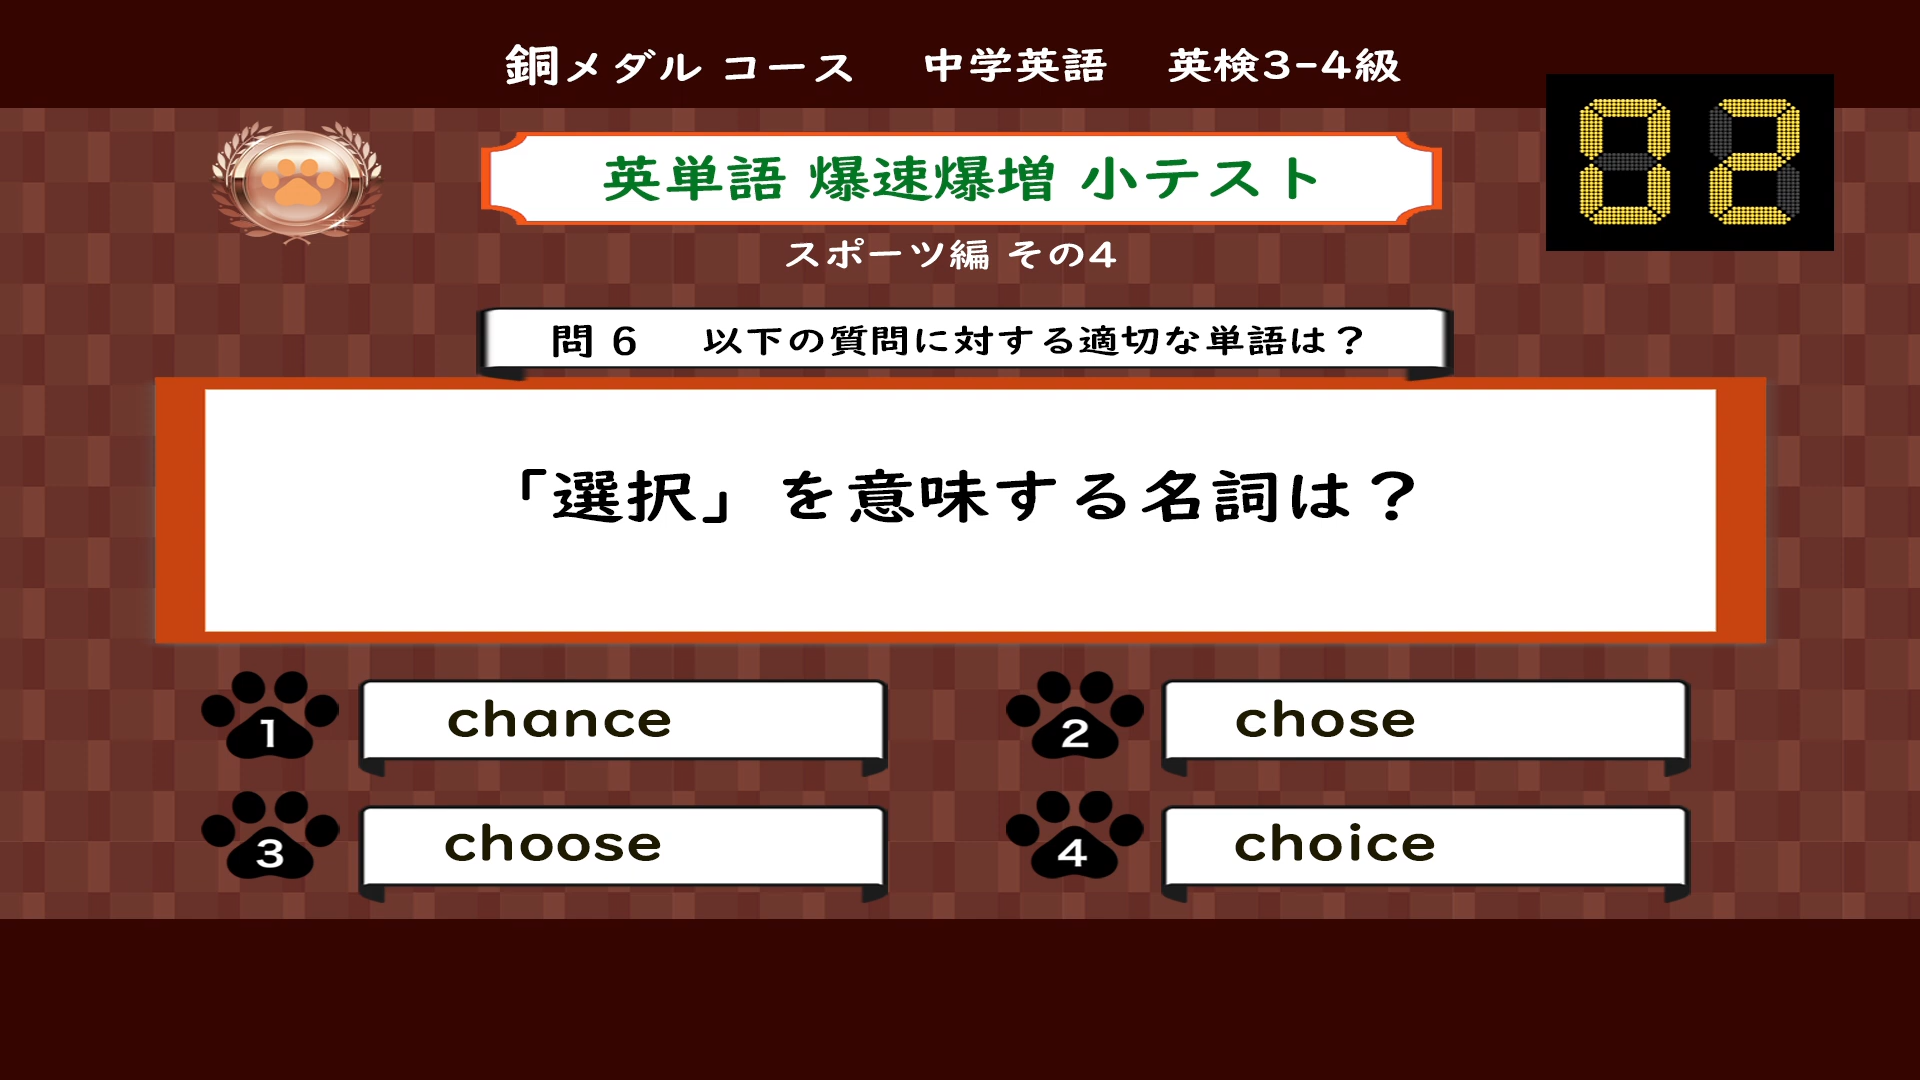 銅メダル コース 中学英語 英検3-4級
02
英単語 爆速爆増 小テスト
スポーツ編 その4
問 6 以下の質問に対する適切な単語は？
「選択」を意味する名詞は？
1 chance
2 chose
3 choose
4 choice